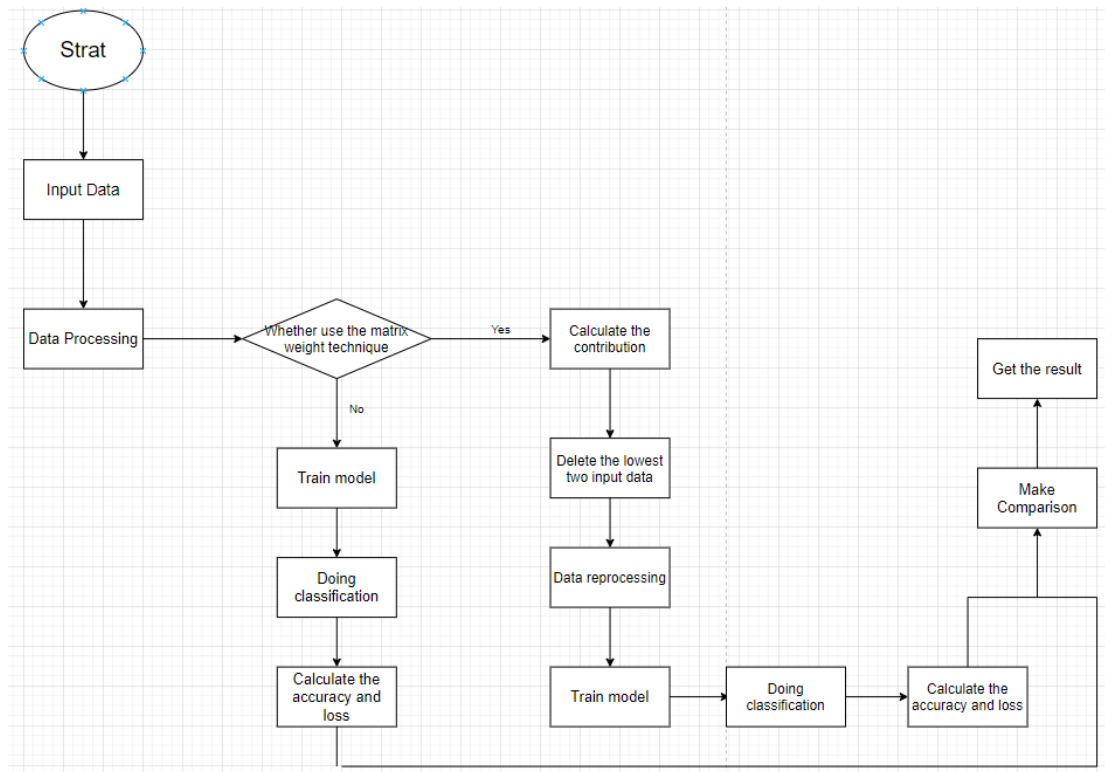 Strat
Input Data
Data Processing
Whether use the matrix
weight technique
Yes
No
Calculate the
contribution
Delete the lowest
two input data
Data reprocessing
Train model
Doing
classification
Calculate the
accuracy and
loss
Train model
Doing
classification
Calculate the
accuracy and loss
Make
Comparison
Get the result